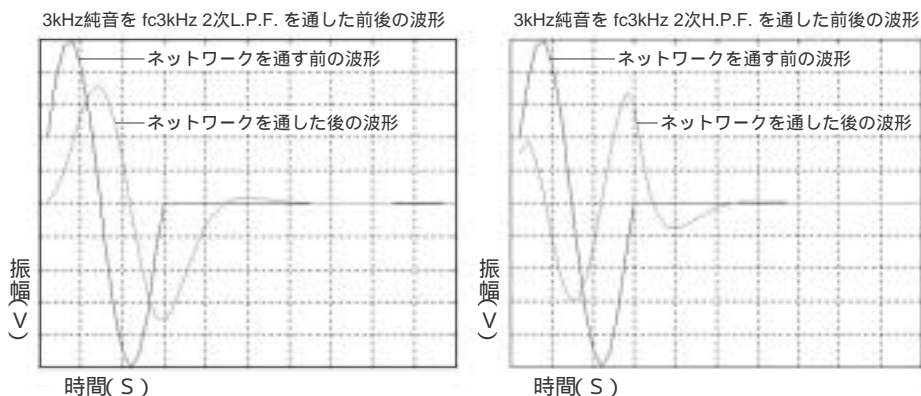 3kHz純音を fc3kHz 2次L.P.F. を通した前後の波形
ネットワークを通す前の波形
ネットワークを通した後の波形
振幅(V)
時間(S)
3kHz純音を fc3kHz 2次H.P.F. を通した前後の波形
ネットワークを通す前の波形
ネットワークを通した後の波形
振幅(V)
時間(S)